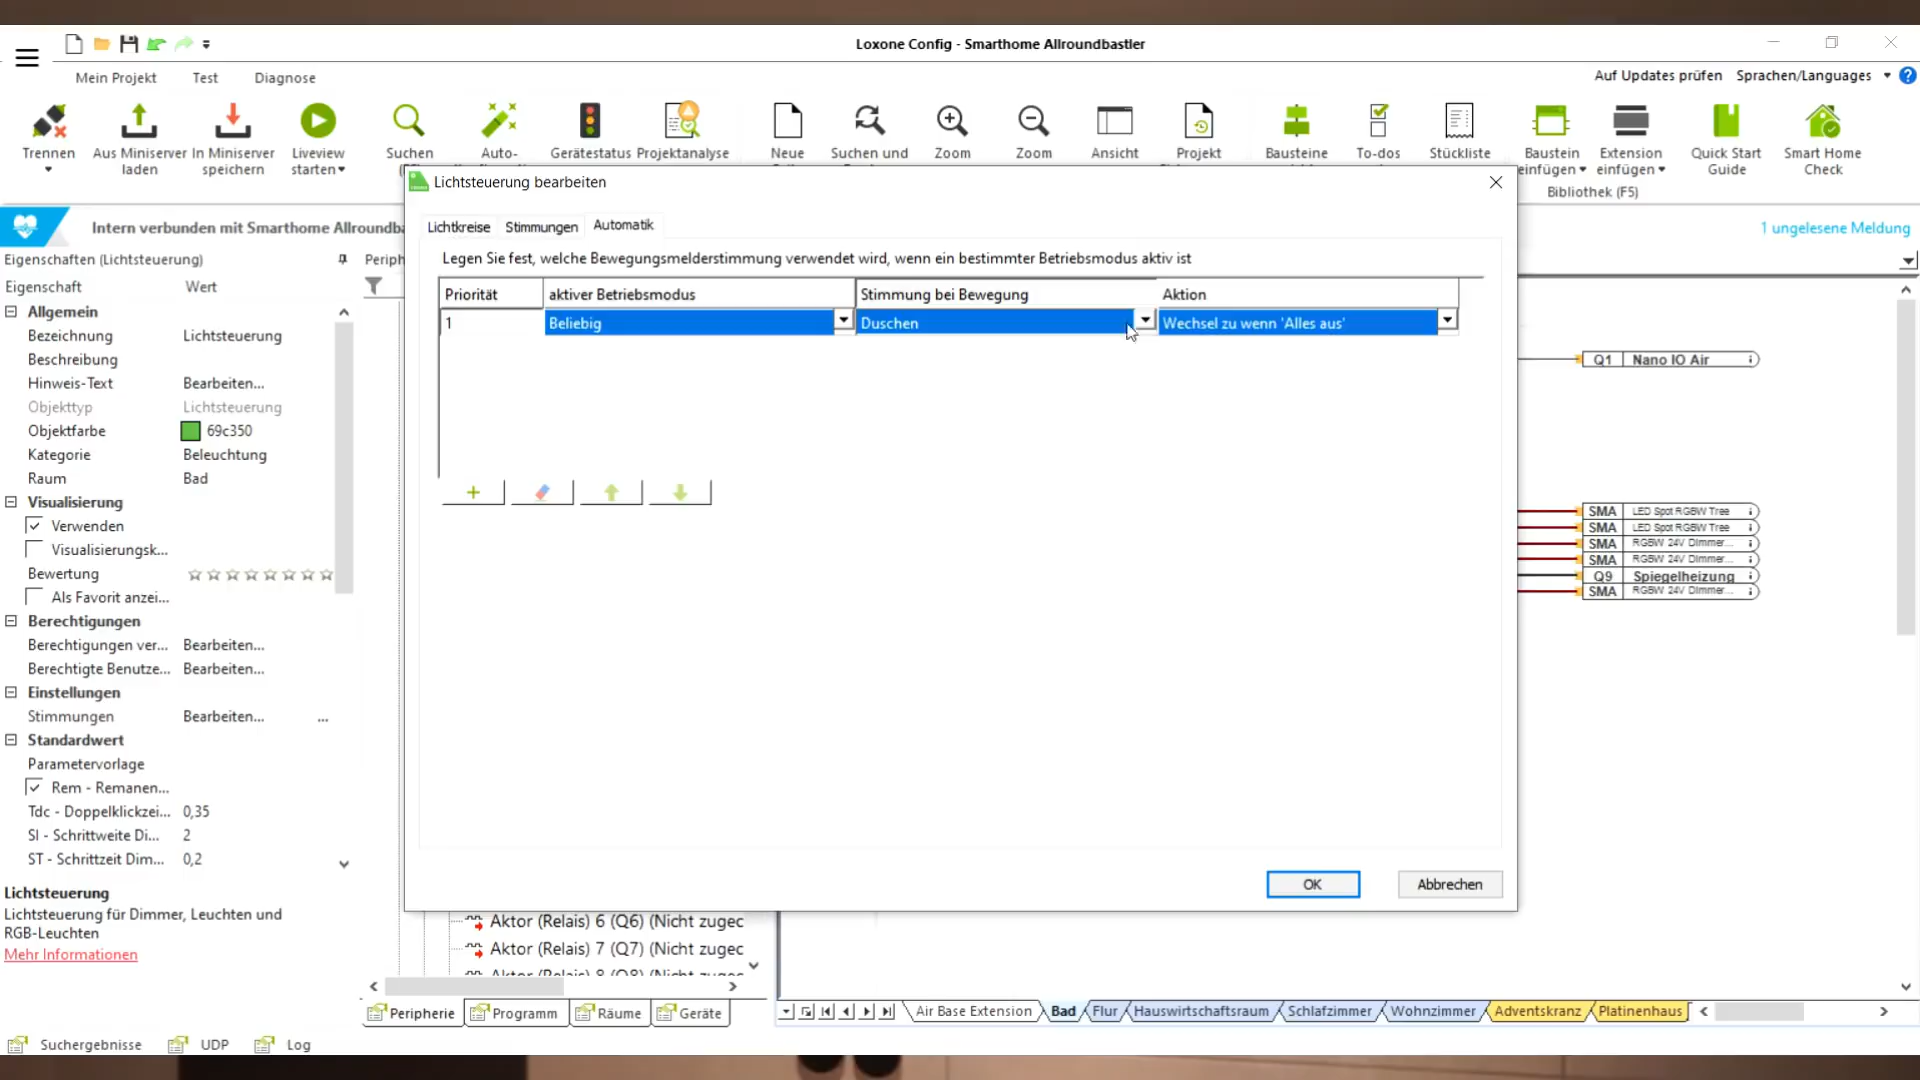 Loxone Config - Smarthome Allroundbastler
Mein Projekt Test Diagnose
Auf Updates prüfen Sprachen/Languages
Trennen
Aus Miniserver laden
In Miniserver speichern
Liveview starten
Suchen
Auto-
Gerätestatus
Projektanalyse
Neue
Suchen und
Zoom
Zoom
Ansicht
Projekt
Bausteine
To-dos
Stückliste
Baustein einfügen
Extension einfügen
Quick Start Guide
Smart Home Check
Bibliothek (F5)
Intern verbunden mit Smarthome Allroundba
1 ungelesene Meldung
Eigenschaften (Lichtsteuerung)
Periph
Eigenschaft Wert
Allgemein
Bezeichnung Lichtsteuerung
Beschreibung
Hinweis-Text Bearbeiten...
Objekttyp Lichtsteuerung
Objektfarbe 69c350
Kategorie Beleuchtung
Raum Bad
Visualisierung
Verwenden
Visualisierungsk...
Bewertung
Als Favorit anzei...
Berechtigungen
Berechtigungen ver... Bearbeiten...
Berechtigte Benutze... Bearbeiten...
Einstellungen
Stimmungen Bearbeiten... ...
Standardwert
Parametervorlage
Rem - Remanen...
Tdc - Doppelklickzei... 0,35
SI - Schrittweite Di... 2
ST - Schrittzeit Dim... 0,2
Lichtsteuerung
Lichtsteuerung für Dimmer, Leuchten und
RGB-Leuchten
Mehr Informationen
Lichtsteuerung bearbeiten
Lichtkreise Stimmungen Automatik
Legen Sie fest, welche Bewegungsmelderstimmung verwendet wird, wenn ein bestimmter Betriebsmodus aktiv ist
Priorität aktiver Betriebsmodus Stimmung bei Bewegung Aktion
1 Beliebig Duschen Wechsel zu wenn 'Alles aus'
OK Abbrechen
Q1 Nano IO Air
SMA LED Spot RGBW Tree
SMA LED Spot RGBW Tree
SMA RGBW 24V Dimmer...
SMA RGBW 24V Dimmer...
Q9 Spiegelheizung
SMA RGBW 24V Dimmer...
Aktor (Relais) 6 (Q6) (Nicht zugec
Aktor (Relais) 7 (Q7) (Nicht zugec
Aktor (Relais) 8 (Q8) (Nicht zugec
Peripherie Programm Räume Geräte
Air Base Extension Bad Flur Hauswirtschaftsraum Schlafzimmer Wohnzimmer Adventskranz Platinenhaus
Suchergebnisse UDP Log